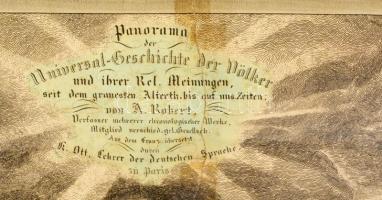 Panorama
der
Universal-Geschichte der Völker
und ihrer Rel. Meinungen,
seit dem grauesten Alterth. bis auf uns. Zeiten,
von A. Robert,
Verfasser mehrerer chronologischer Werke,
Mitglied verschied. gel. Gesellsch.
Aus dem Franz. übersetzt
durch
K. Ott, Lehrer der deutschen Sprache
in Paris